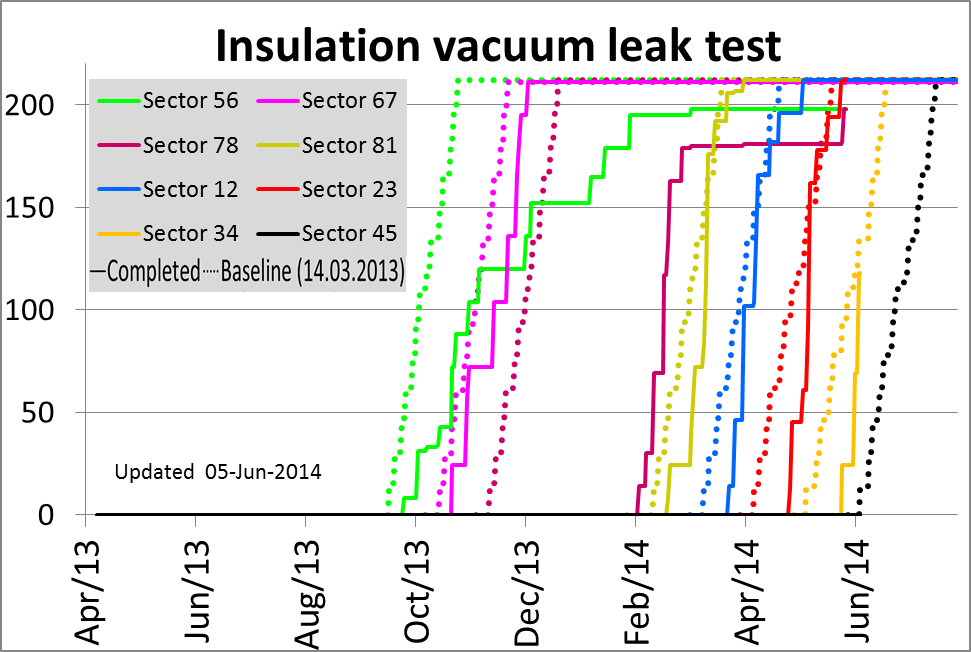 Insulation vacuum leak test
200
150
100
50
0
Sector 56 Sector 67
Sector 78 Sector 81
Sector 12 Sector 23
Sector 34 Sector 45
Completed Baseline (14.03.2013)
Updated 05-Jun-2014
Apr/13
Jun/13
Aug/13
Oct/13
Dec/13
Feb/14
Apr/14
Jun/14